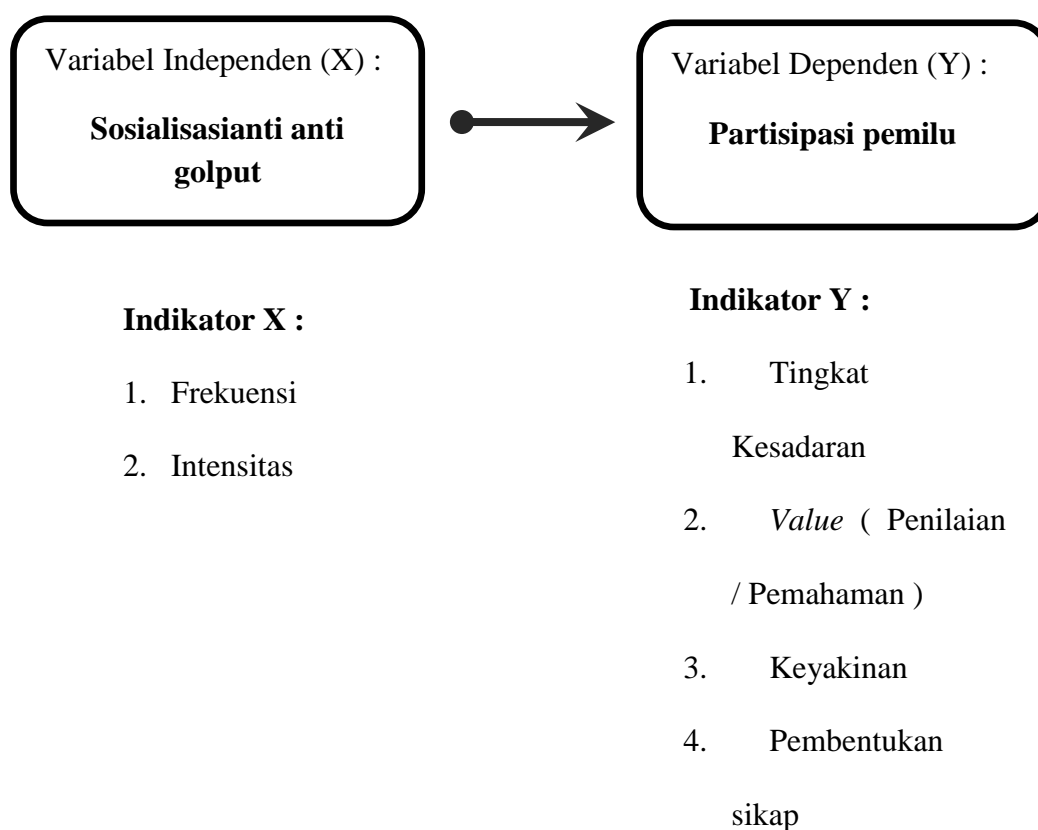 Variabel Independen (X) :
Sosialisasianti anti
golput
Variabel Dependen (Y) :
Partisipasi pemilu
Indikator X :
1. Frekuensi
2. Intensitas
Indikator Y :
1. Tingkat
Kesadaran
2. Value ( Penilaian
/ Pemahaman )
3. Keyakinan
4. Pembentukan
sikap